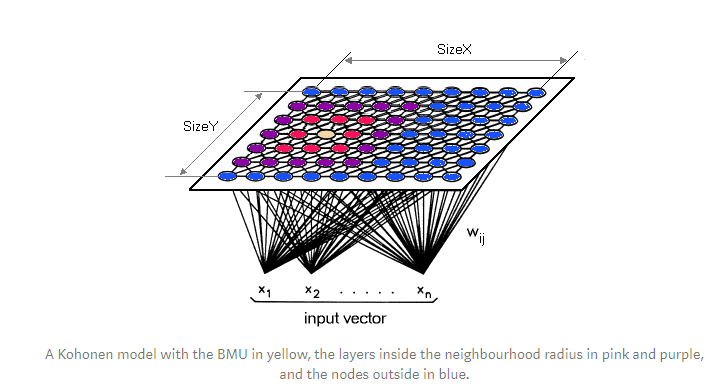 SizeX
SizeY
wij
x1 x2 . . . . . xn
input vector
A Kohonen model with the BMU in yellow, the layers inside the neighbourhood radius in pink and purple,
and the nodes outside in blue.